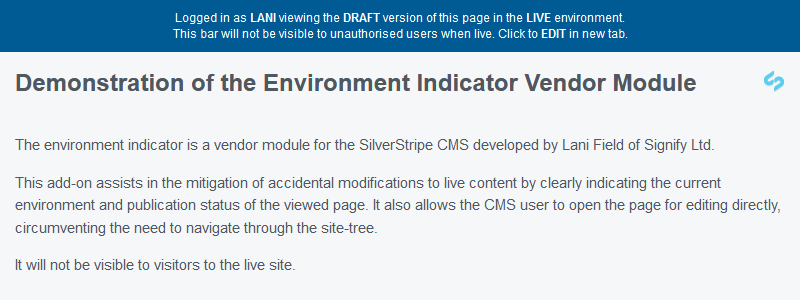 Logged in as LANI viewing the DRAFT version of this page in the LIVE environment.
This bar will not be visible to unauthorised users when live. Click to EDIT in new tab.
Demonstration of the Environment Indicator Vendor Module
The environment indicator is a vendor module for the SilverStripe CMS developed by Lani Field of Signify Ltd.
This add-on assists in the mitigation of accidental modifications to live content by clearly indicating the current
environment and publication status of the viewed page. It also allows the CMS user to open the page for editing directly,
circumventing the need to navigate through the site-tree.
It will not be visible to visitors to the live site.